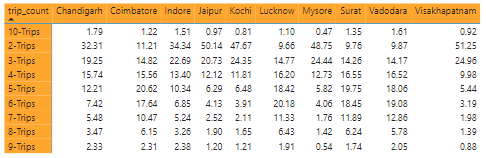 trip_count Chandigarh Coimbatore Indore Jaipur Kochi Lucknow Mysore Surat Vadodara Visakhapatnam
10-Trips 1.79 1.22 1.51 0.97 0.81 1.10 0.47 1.35 1.61 0.92
2-Trips 32.31 11.21 34.34 50.14 47.67 9.66 48.75 9.76 9.87 51.25
3-Trips 19.25 14.82 22.69 20.73 24.35 14.77 24.44 14.26 14.17 24.96
4-Trips 15.74 15.56 13.40 12.12 11.81 16.20 12.73 16.55 16.52 9.98
5-Trips 12.21 20.62 10.34 6.29 6.48 18.42 5.82 19.75 18.06 5.44
6-Trips 7.42 17.64 6.85 4.13 3.91 20.18 4.06 18.45 19.08 3.19
7-Trips 5.48 10.47 5.24 2.52 2.11 11.33 1.76 11.89 12.86 1.98
8-Trips 3.47 6.15 3.26 1.90 1.65 6.43 1.42 6.24 5.78 1.39
9-Trips 2.33 2.31 2.38 1.20 1.21 1.91 0.54 1.74 2.05 0.88